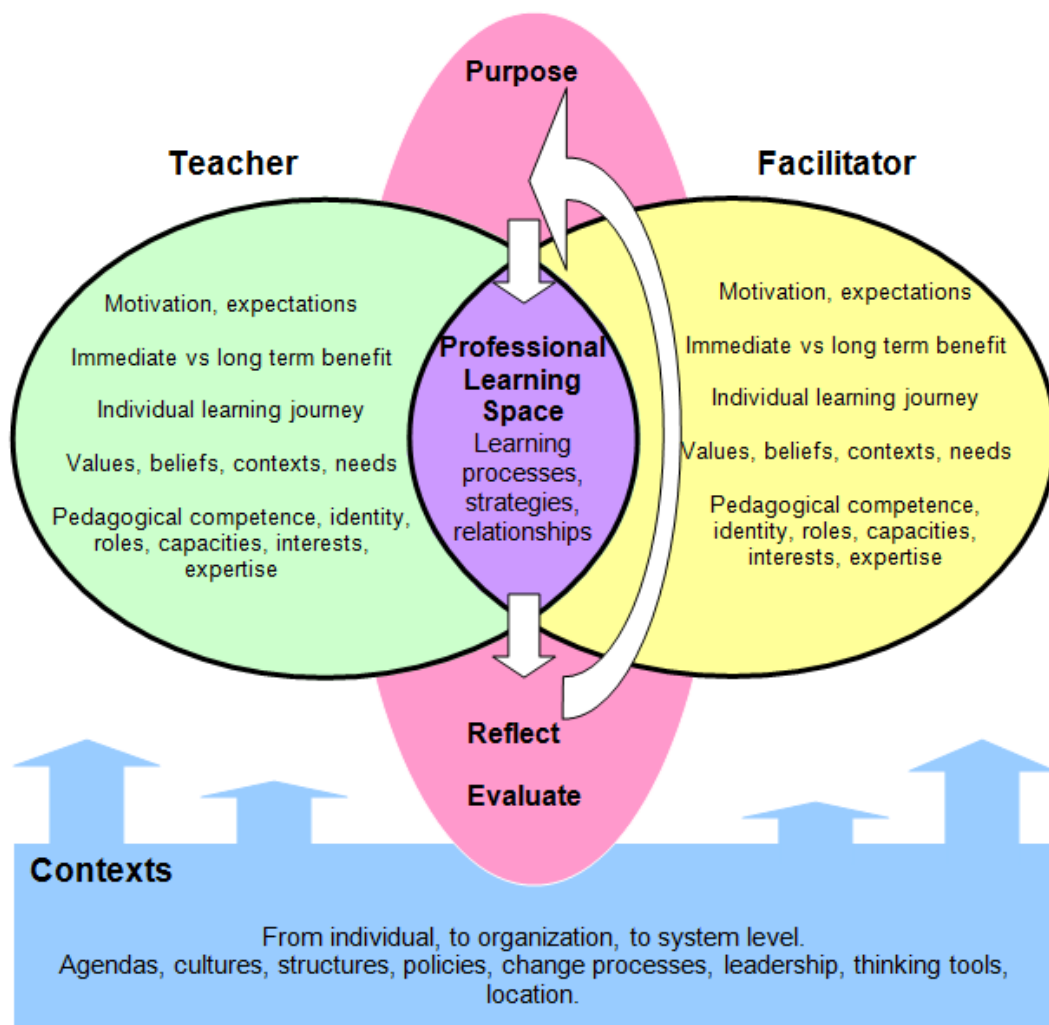 Purpose
Teacher
Facilitator
Motivation, expectations
Immediate vs long term benefit
Individual learning journey
Values, beliefs, contexts, needs
Pedagogical competence, identity,
roles, capacities, interests,
expertise
Professional
Learning
Space
Learning
processes,
strategies,
relationships
Motivation, expectations
Immediate vs long term benefit
Individual learning journey
Values, beliefs, contexts, needs
Pedagogical competence,
identity, roles, capacities,
interests, expertise
Reflect
Evaluate
Contexts
From individual, to organization, to system level.
Agendas, cultures, structures, policies, change processes, leadership, thinking tools,
location.